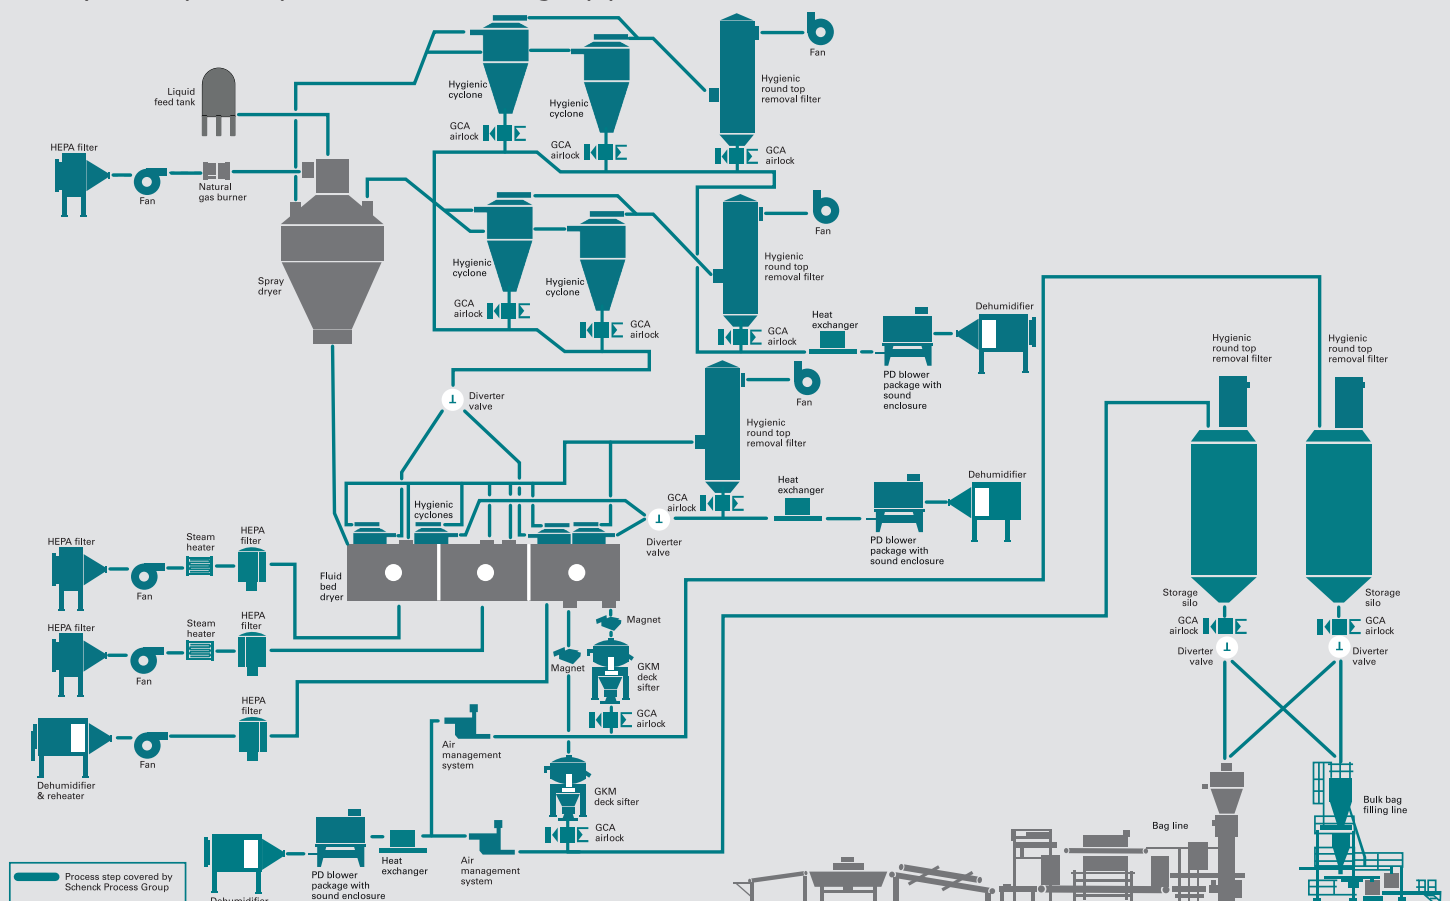 Fan
Hygienic
cyclone
Hygienic
cyclone
Hygienic
round top
removal filter
Liquid
feed tank
GCA
airlock
GCA
airlock
GCA
airlock
HEPA filter
Fan
Natural
gas burner
Fan
Hygienic
cyclone
Hygienic
cyclone
Hygienic
round top
removal filter
Spray
dryer
GCA
airlock
GCA
airlock
GCA
airlock
Heat
exchanger
Dehumidifier
PD blower
package with
sound
enclosure
Hygienic
round top
removal filter
Hygienic
round top
removal filter
Diverter
valve
Fan
Hygienic
round top
removal filter
Dehumidifier
Heat
exchanger
GCA
airlock
Hygienic
cyclones
Diverter
valve
PD blower
package with
sound enclosure
HEPA filter
Steam
heater
HEPA
filter
Fan
Fluid
bed
dryer
Storage
silo
Storage
silo
HEPA filter
Steam
heater
HEPA
filter
Fan
Magnet
Magnet
GKM
deck
sifter
GCA
airlock
GCA
airlock
Diverter
valve
Diverter
valve
HEPA
filter
Fan
Dehumidifier
& reheater
GCA
airlock
Air
management
system
GKM
deck sifter
GCA
airlock
Bag line
Bulk bag
filling line
Process step covered by
Schenck Process Group
Dehumidifier
PD blower
package with
sound enclosure
Heat
exchanger
Air
management
system